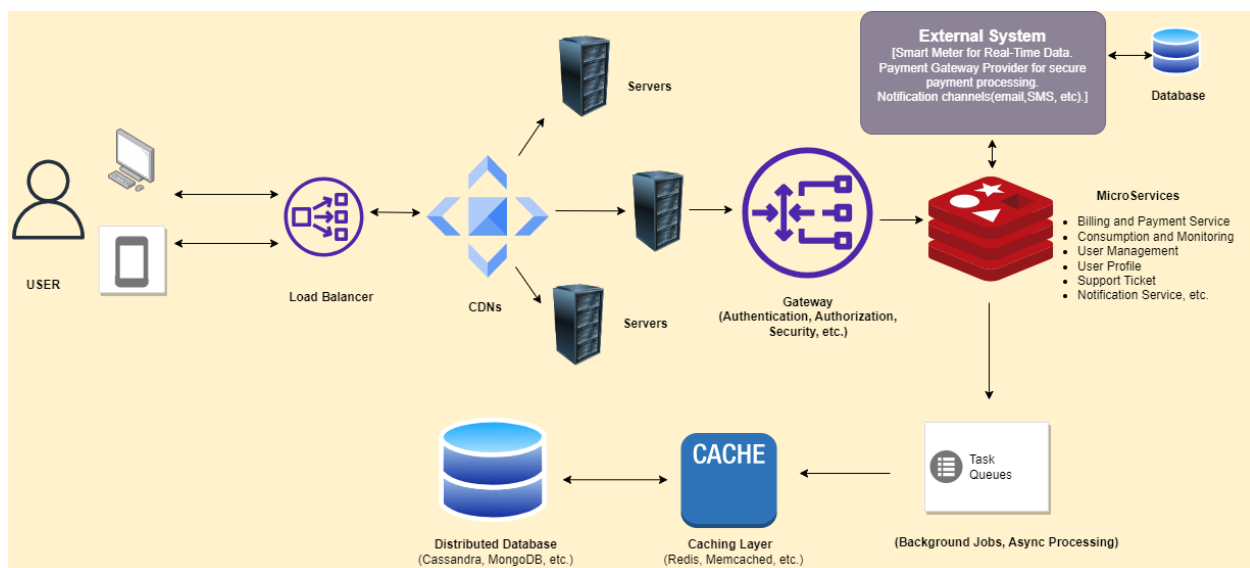 External System
[Smart Meter for Real-Time Data.
Payment Gateway Provider for secure
payment processing.
Notification channels(email,SMS, etc).]
Database
Servers
USER
Load Balancer
CDNs
Servers
Gateway
(Authentication, Authorization,
Security, etc.)
MicroServices
Billing and Payment Service
Consumption and Monitoring
User Management
User Profile
Support Ticket
Notification Service, etc.
Distributed Database
(Cassandra, MongoDB, etc.)
CACHE
Caching Layer
(Redis, Memcached, etc.)
Task
Queues
(Background Jobs, Async Processing)